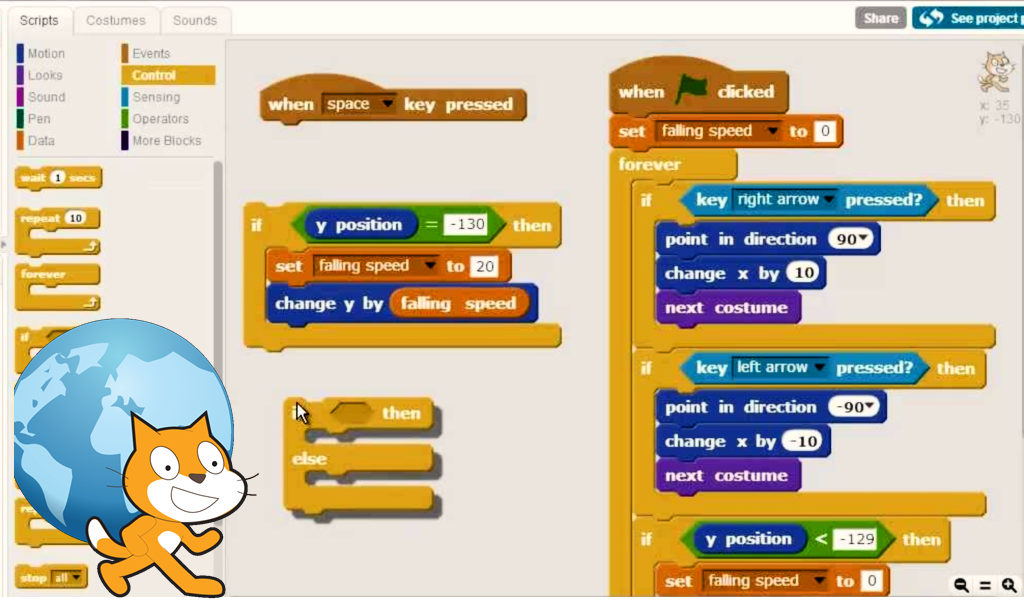 Scripts Costumes Sounds
Share See project p
Motion Events
Looks Control
Sound Sensing
Pen Operators
Data More Blocks
x: 35
y: -130
wait 1 secs
repeat 10
forever
if
stop all
when space key pressed
if y position = -130 then
set falling speed to 20
change y by falling speed
then
else
when clicked
set falling speed to 0
forever
if key right arrow pressed? then
point in direction 90
change x by 10
next costume
if key left arrow pressed? then
point in direction -90
change x by -10
next costume
if y position < -129 then
set falling speed to 0